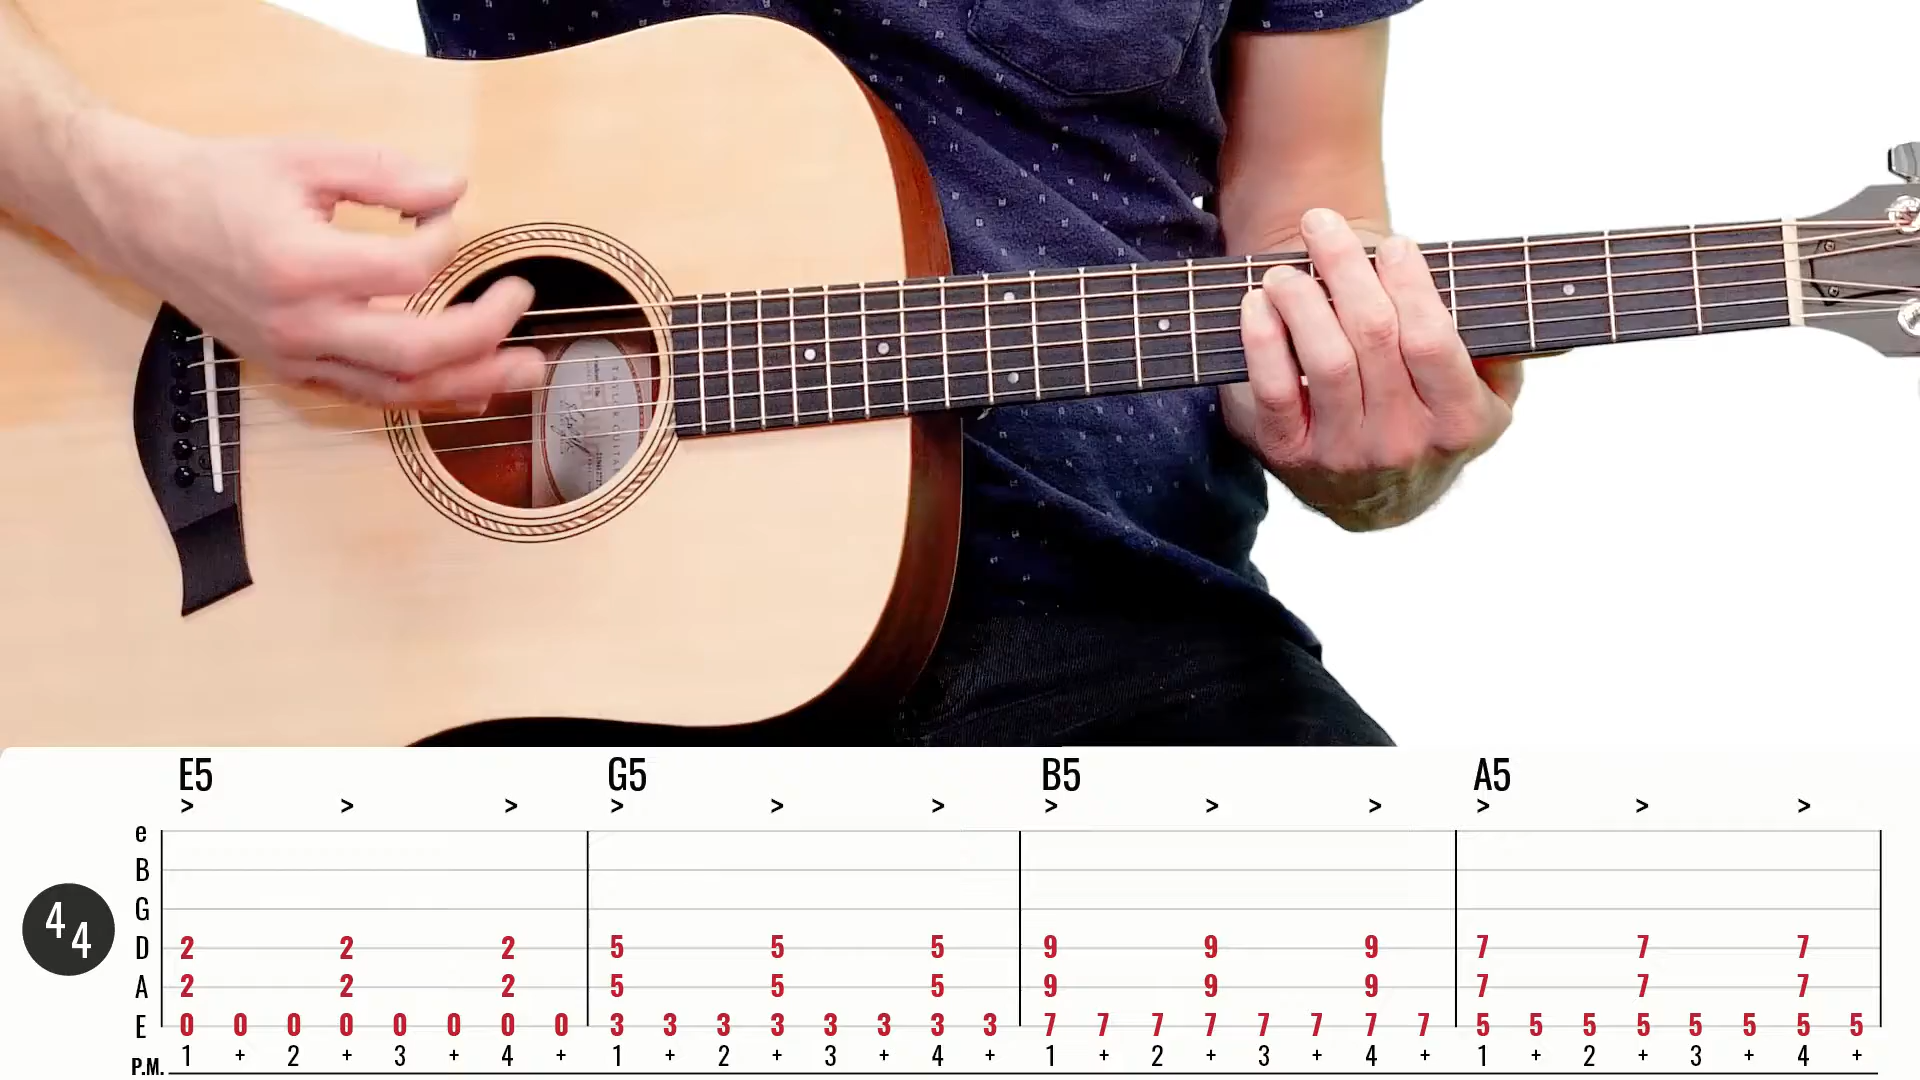 TAYLOR GUITARS
E5 G5 B5 A5
> > > > > > > > > > > >
e
B
G
D 2 2 2 5 5 5 9 9 9 7 7 7
A 2 2 2 5 5 5 9 9 9 7 7 7
E 0 0 0 0 0 0 0 0 3 3 3 3 3 3 3 3 7 7 7 7 7 7 7 7 5 5 5 5 5 5 5 5
4
4
1 + 2 + 3 + 4 + 1 + 2 + 3 + 4 + 1 + 2 + 3 + 4 + 1 + 2 + 3 + 4 +
P.M.